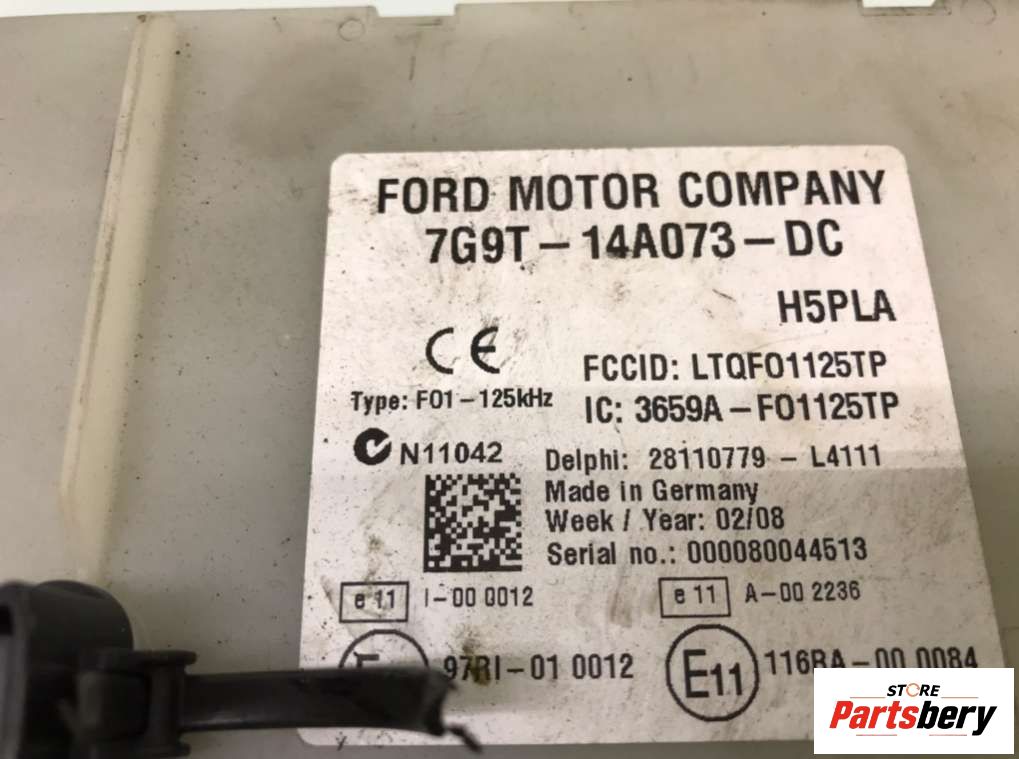 FORD MOTOR COMPANY
7G9T-14A073-DC
H5PLA
CE
FCCID: LTQFO1125TP
Type: FO1-125kHz
IC: 3659A-FO1125TP
N11042
Delphi: 28110779-L4111
Made in Germany
Week / Year: 02/08
Serial no.: 000080044513
e 11 I-00 0012
e 11 A-00 2236
97RI-01 0012
E11 116RA-00 0084
STORE
Partsbery